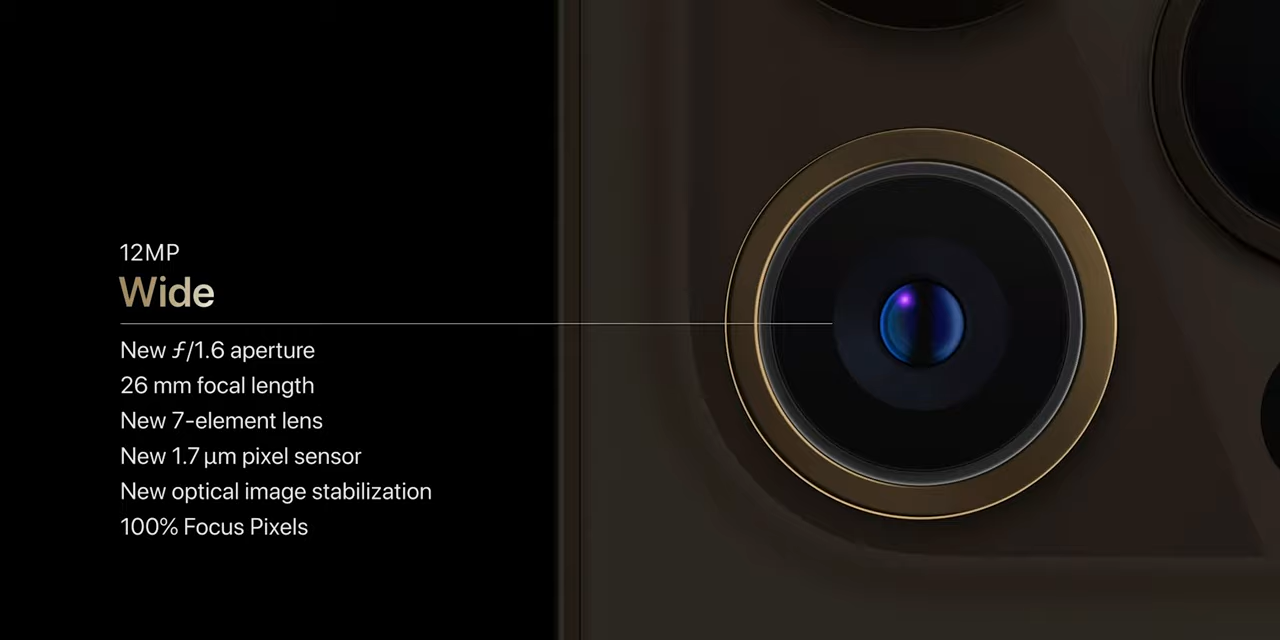 12MP
Wide
New ƒ/1.6 aperture
26 mm focal length
New 7-element lens
New 1.7 µm pixel sensor
New optical image stabilization
100% Focus Pixels